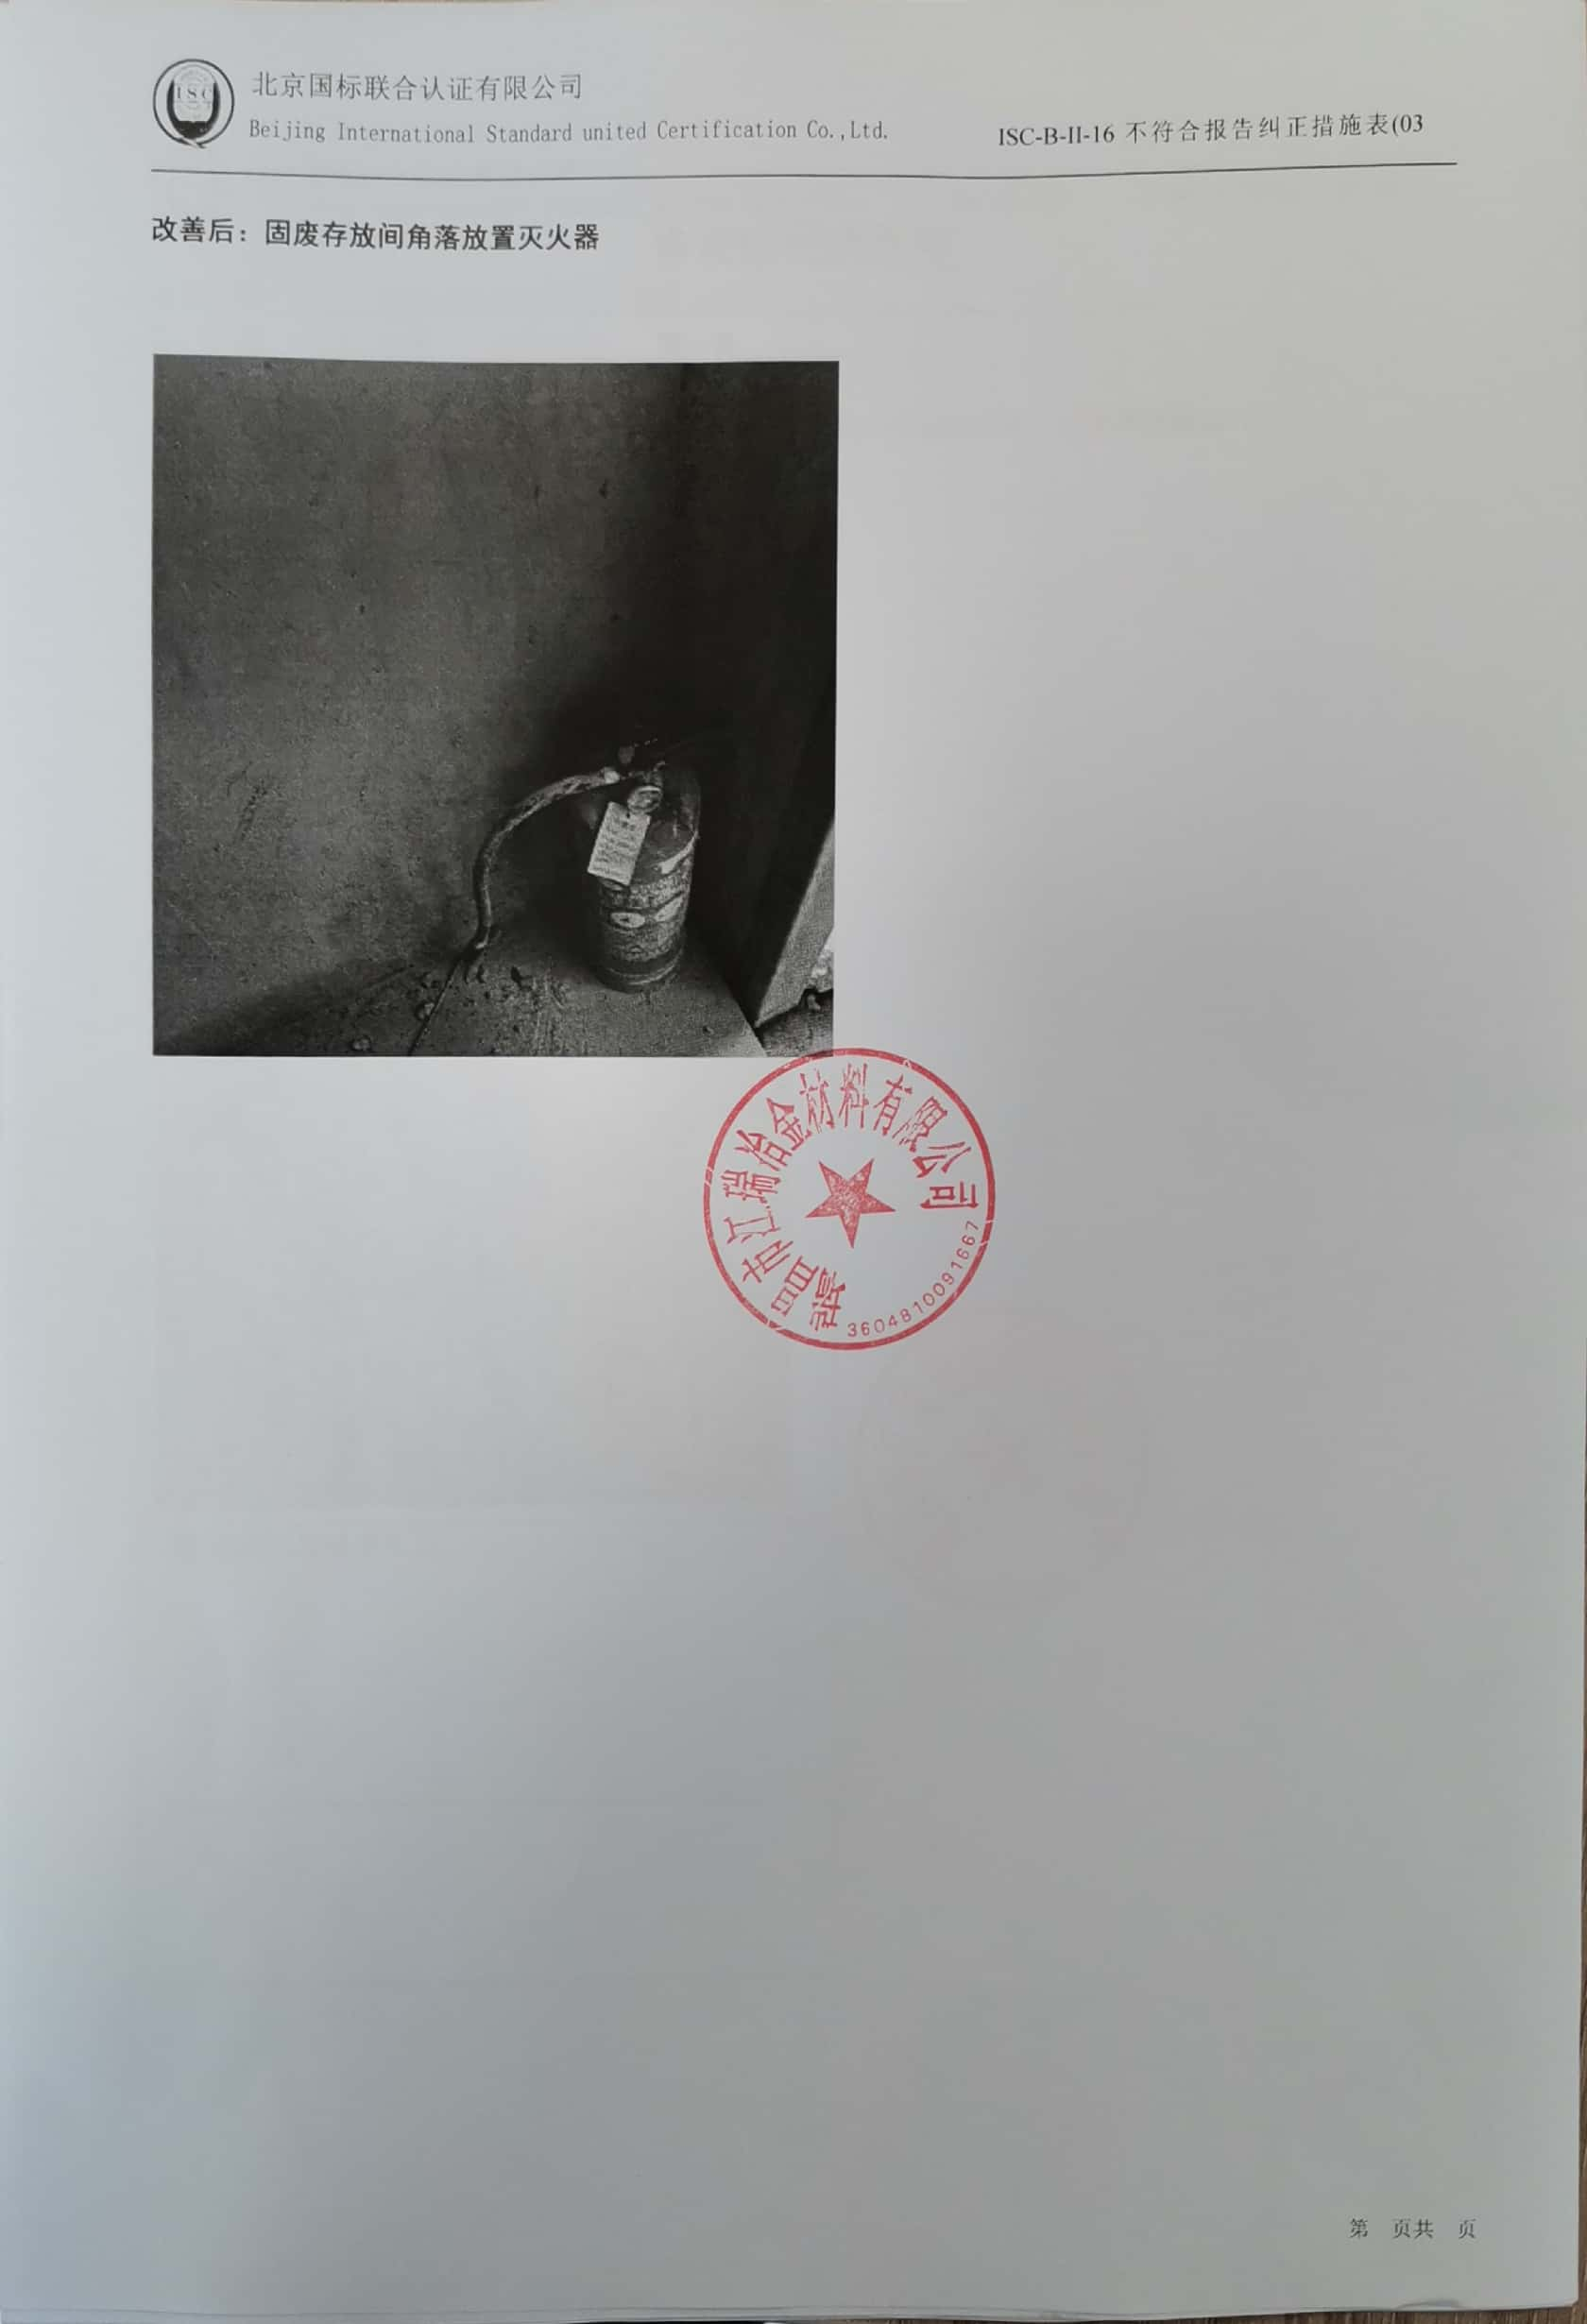 ISC
北京国标联合认证有限公司
Beijing International Standard united Certification Co.,Ltd.
ISC-B-II-16 不符合报告纠正措施表(03
改善后：固废存放间角落放置灭火器
瑞昌市江瑞冶金材料有限公司
3604810091667
第 页共 页